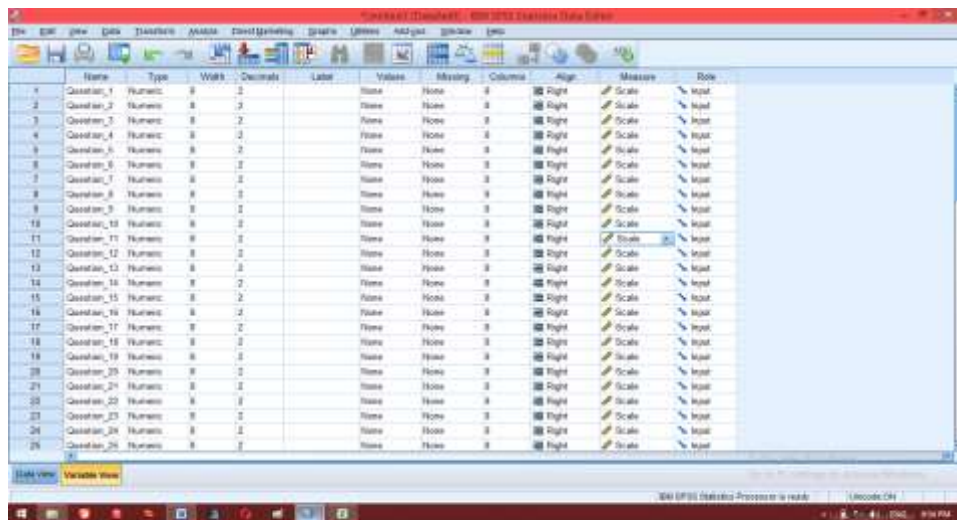 *Untitled1 [DataSet0] - IBM SPSS Statistics Data Editor
File Edit View Data Transform Analyze Direct Marketing Graphs Utilities Add-ons Window Help
Name Type Width Decimals Label Values Missing Columns Align Measure Role
1 Question_1 Numeric 8 2 None None 8 Right Scale Input
2 Question_2 Numeric 8 2 None None 8 Right Scale Input
3 Question_3 Numeric 8 2 None None 8 Right Scale Input
4 Question_4 Numeric 8 2 None None 8 Right Scale Input
5 Question_5 Numeric 8 2 None None 8 Right Scale Input
6 Question_6 Numeric 8 2 None None 8 Right Scale Input
7 Question_7 Numeric 8 2 None None 8 Right Scale Input
8 Question_8 Numeric 8 2 None None 8 Right Scale Input
9 Question_9 Numeric 8 2 None None 8 Right Scale Input
10 Question_10 Numeric 8 2 None None 8 Right Scale Input
11 Question_11 Numeric 8 2 None None 8 Right Scale Input
12 Question_12 Numeric 8 2 None None 8 Right Scale Input
13 Question_13 Numeric 8 2 None None 8 Right Scale Input
14 Question_14 Numeric 8 2 None None 8 Right Scale Input
15 Question_15 Numeric 8 2 None None 8 Right Scale Input
16 Question_16 Numeric 8 2 None None 8 Right Scale Input
17 Question_17 Numeric 8 2 None None 8 Right Scale Input
18 Question_18 Numeric 8 2 None None 8 Right Scale Input
19 Question_19 Numeric 8 2 None None 8 Right Scale Input
20 Question_20 Numeric 8 2 None None 8 Right Scale Input
21 Question_21 Numeric 8 2 None None 8 Right Scale Input
22 Question_22 Numeric 8 2 None None 8 Right Scale Input
23 Question_23 Numeric 8 2 None None 8 Right Scale Input
24 Question_24 Numeric 8 2 None None 8 Right Scale Input
25 Question_25 Numeric 8 2 None None 8 Right Scale Input
Data View Variable View
IBM SPSS Statistics Processor is ready Unicode:ON
ENG